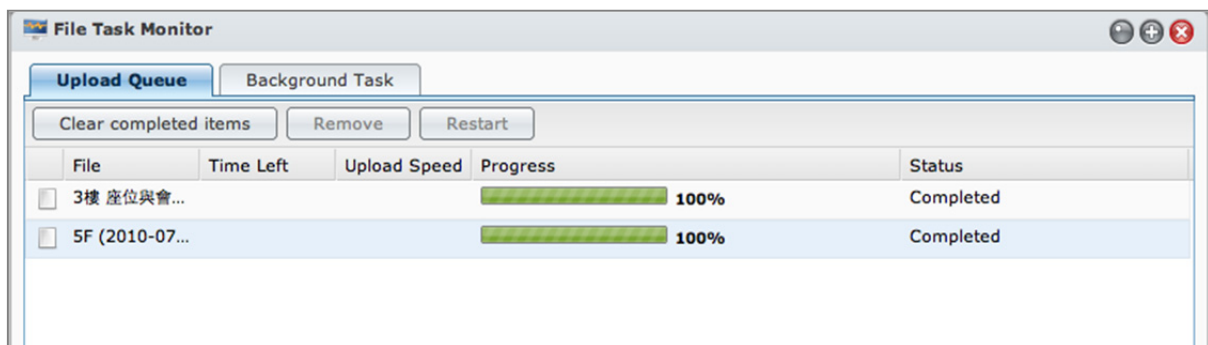 File Task Monitor
Upload Queue Background Task
Clear completed items Remove Restart
File Time Left Upload Speed Progress Status
3樓 座位與會... 100% Completed
5F (2010-07... 100% Completed